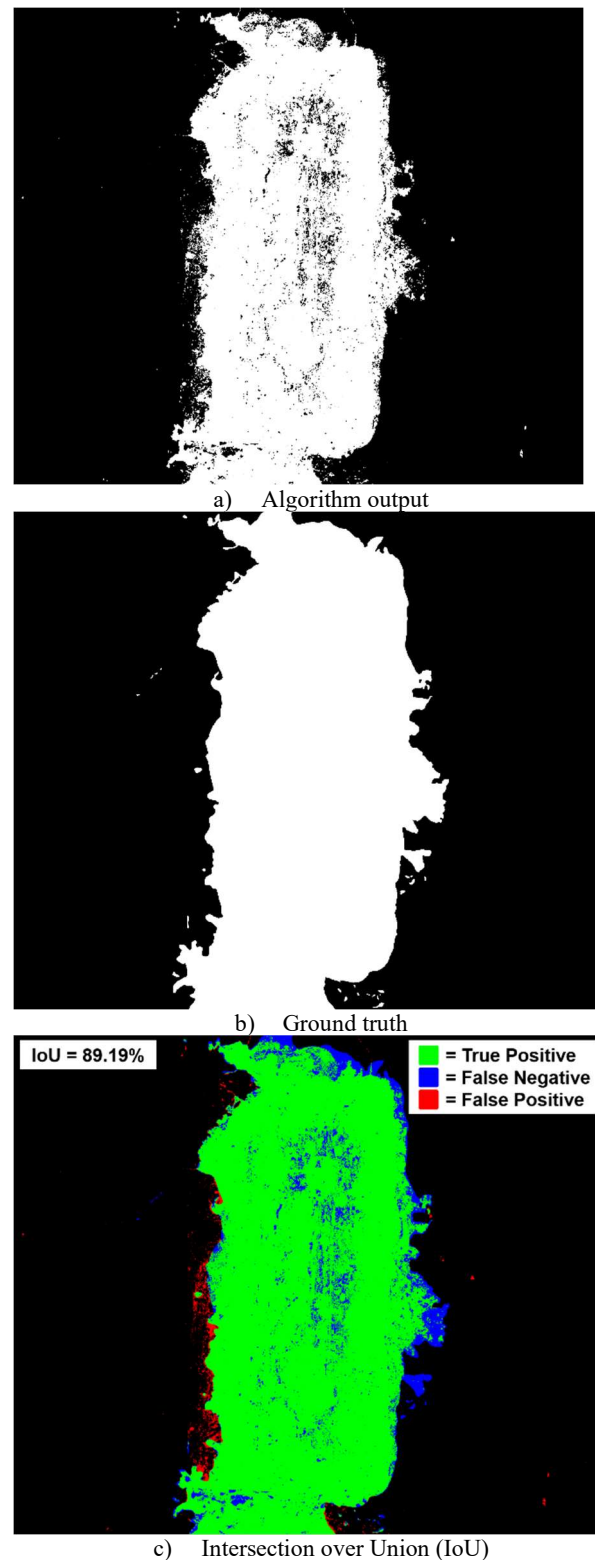 a) Algorithm output
b) Ground truth
IoU = 89.19%
= True Positive
= False Negative
= False Positive
c) Intersection over Union (IoU)